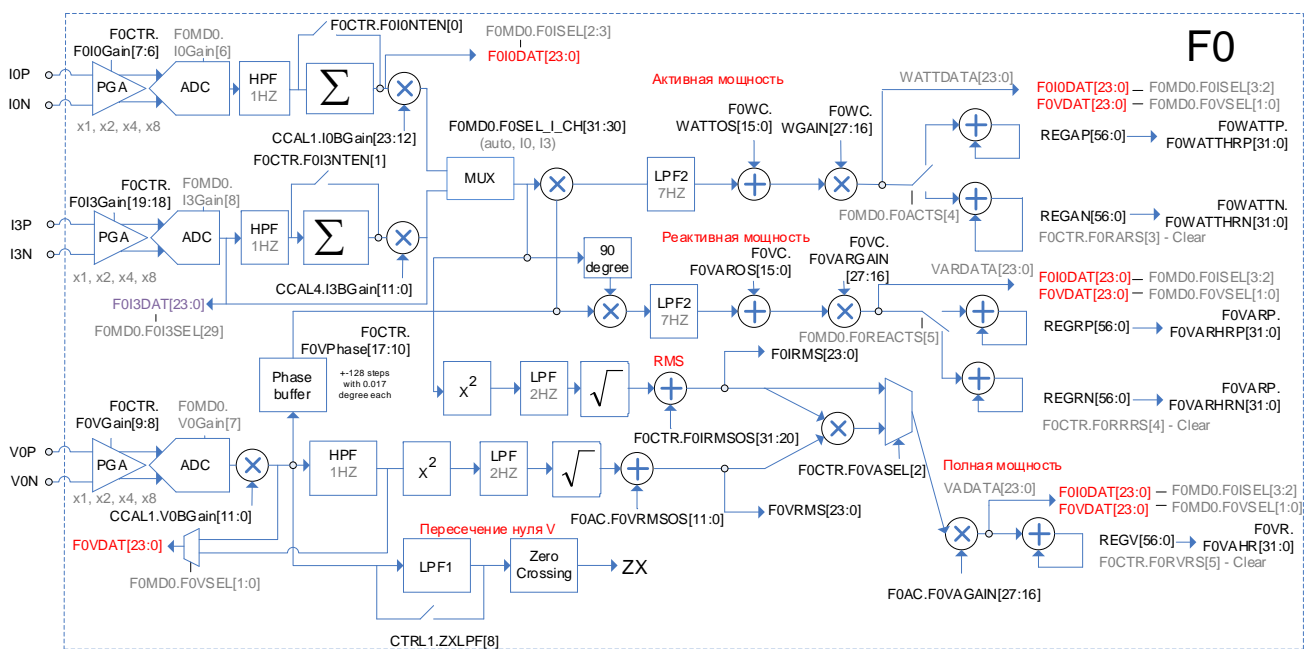 F0
F0CTR.
F0I0Gain[7:6]
F0MD0.
I0Gain[6]
F0CTR.F0I0NTEN[0]
F0MD0.F0ISEL[2:3]
F0I0DAT[23:0]
I0P
I0N
PGA
ADC
HPF
1HZ
∑
x1, x2, x4, x8
CCAL1.I0BGain[23:12]
F0MD0.F0SEL_I_CH[31:30]
(auto, I0, I3)
MUX
F0CTR.F0I3NTEN[1]
F0CTR.
F0I3Gain[19:18]
F0MD0.
I3Gain[8]
I3P
I3N
PGA
ADC
HPF
1HZ
∑
x1, x2, x4, x8
CCAL4.I3BGain[11:0]
F0I3DAT[23:0]
F0MD0.F0I3SEL[29]
Активная мощность
F0WC.
WATTOS[15:0]
F0WC.
WGAIN[27:16]
WATTDATA[23:0]
F0I0DAT[23:0] — F0MD0.F0ISEL[3:2]
F0VDAT[23:0] — F0MD0.F0VSEL[1:0]
LPF2
7HZ
F0MD0.F0ACTS[4]
REGAP[56:0]
F0WATTP.
F0WATTHRP[31:0]
REGAN[56:0]
F0WATTN.
F0WATTHRN[31:0]
F0CTR.F0RARS[3] - Clear
Реактивная мощность
90
degree
LPF2
7HZ
F0VC.
F0VAROS[15:0]
F0VC.
F0VARGAIN
[27:16]
VARDATA[23:0]
F0I0DAT[23:0] — F0MD0.F0ISEL[3:2]
F0VDAT[23:0] — F0MD0.F0VSEL[1:0]
F0MD0.F0REACTS[5]
REGRP[56:0]
F0VARP.
F0VARHRP[31:0]
REGRN[56:0]
F0VARP.
F0VARHRN[31:0]
F0CTR.F0RRRS[4] - Clear
F0CTR.
F0VPhase[17:10]
Phase
buffer
+-128 steps
with 0.017
degree each
X²
LPF
2HZ
√
RMS
F0IRMS[23:0]
F0CTR.F0IRMSOS[31:20]
F0CTR.F0VASEL[2]
F0CTR.
F0VGain[9:8]
F0MD0.
V0Gain[7]
V0P
V0N
PGA
ADC
x1, x2, x4, x8
CCAL1.V0BGain[11:0]
HPF
1HZ
X²
LPF
2HZ
√
F0AC.F0VRMSOS[11:0]
F0VRMS[23:0]
F0VDAT[23:0]
F0MD0.F0VSEL[1:0]
Пересечение нуля V
LPF1
Zero
Crossing
ZX
CTRL1.ZXLPF[8]
Полная мощность
VADATA[23:0]
F0I0DAT[23:0] — F0MD0.F0ISEL[3:2]
F0VDAT[23:0] — F0MD0.F0VSEL[1:0]
REGV[56:0]
F0VR.
F0VAHR[31:0]
F0CTR.F0RVRS[5] - Clear
F0AC.F0VAGAIN[27:16]